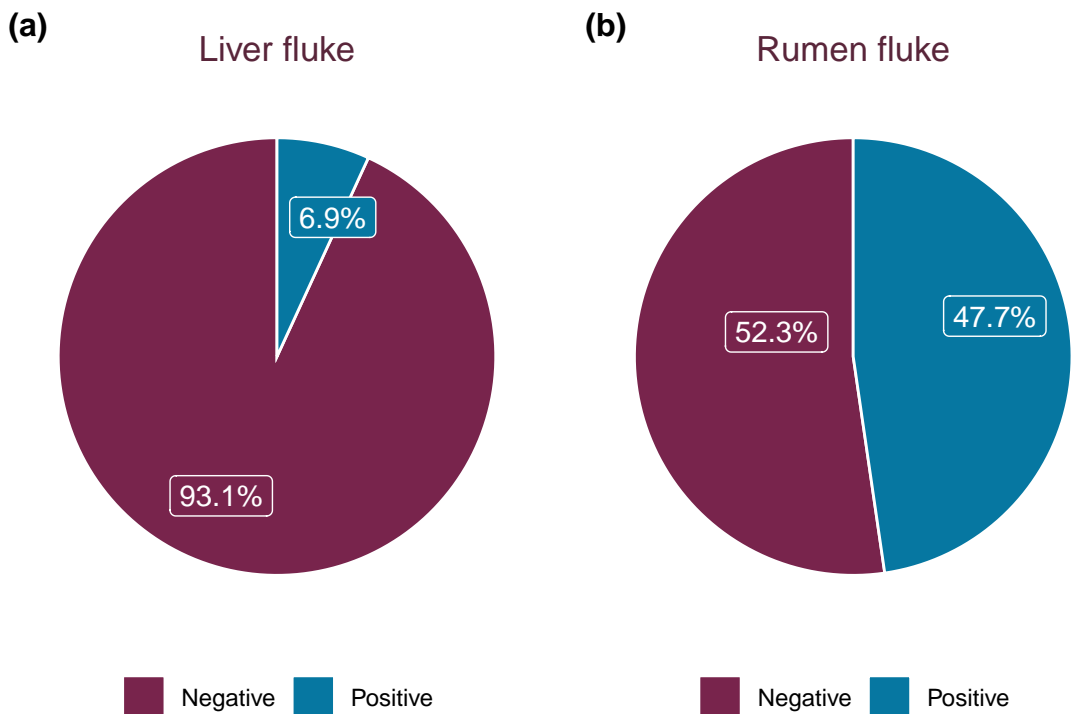 (a)
Liver fluke
6.9%
93.1%
Negative Positive
(b)
Rumen fluke
52.3%
47.7%
Negative Positive